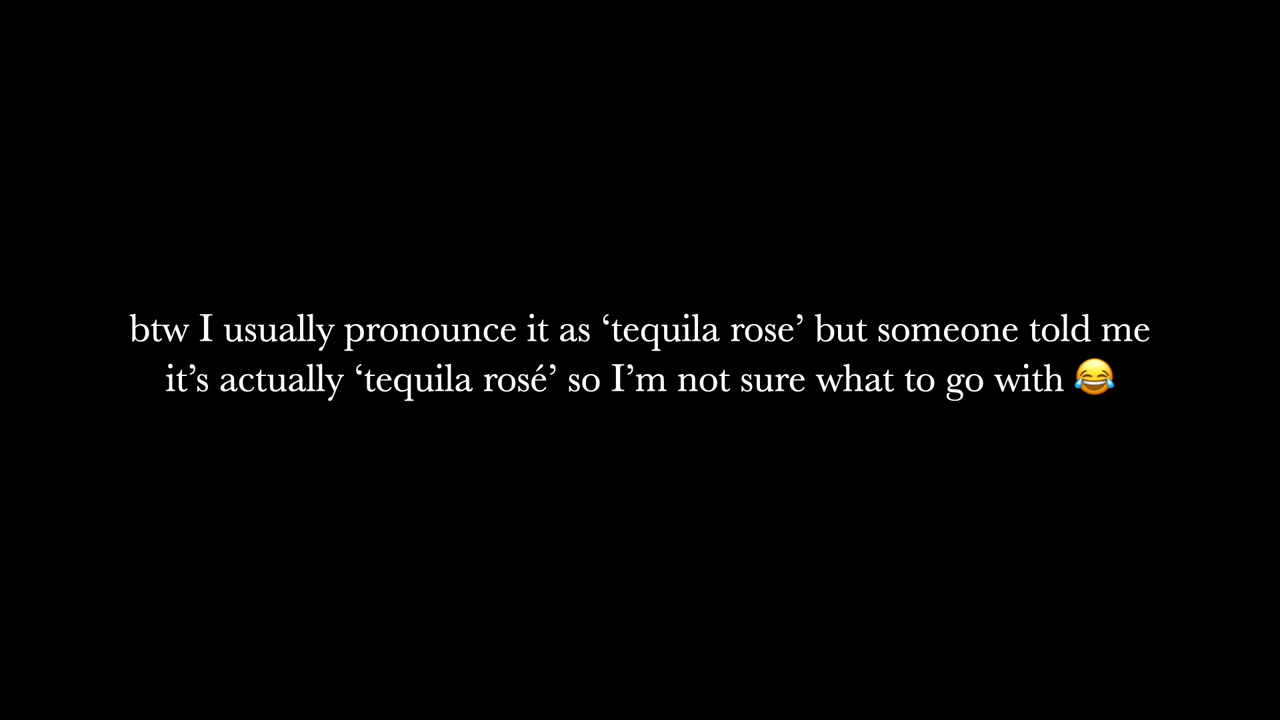 btw I usually pronounce it as ‘tequila rose’ but someone told me
it’s actually ‘tequila rosé’ so I’m not sure what to go with 😂